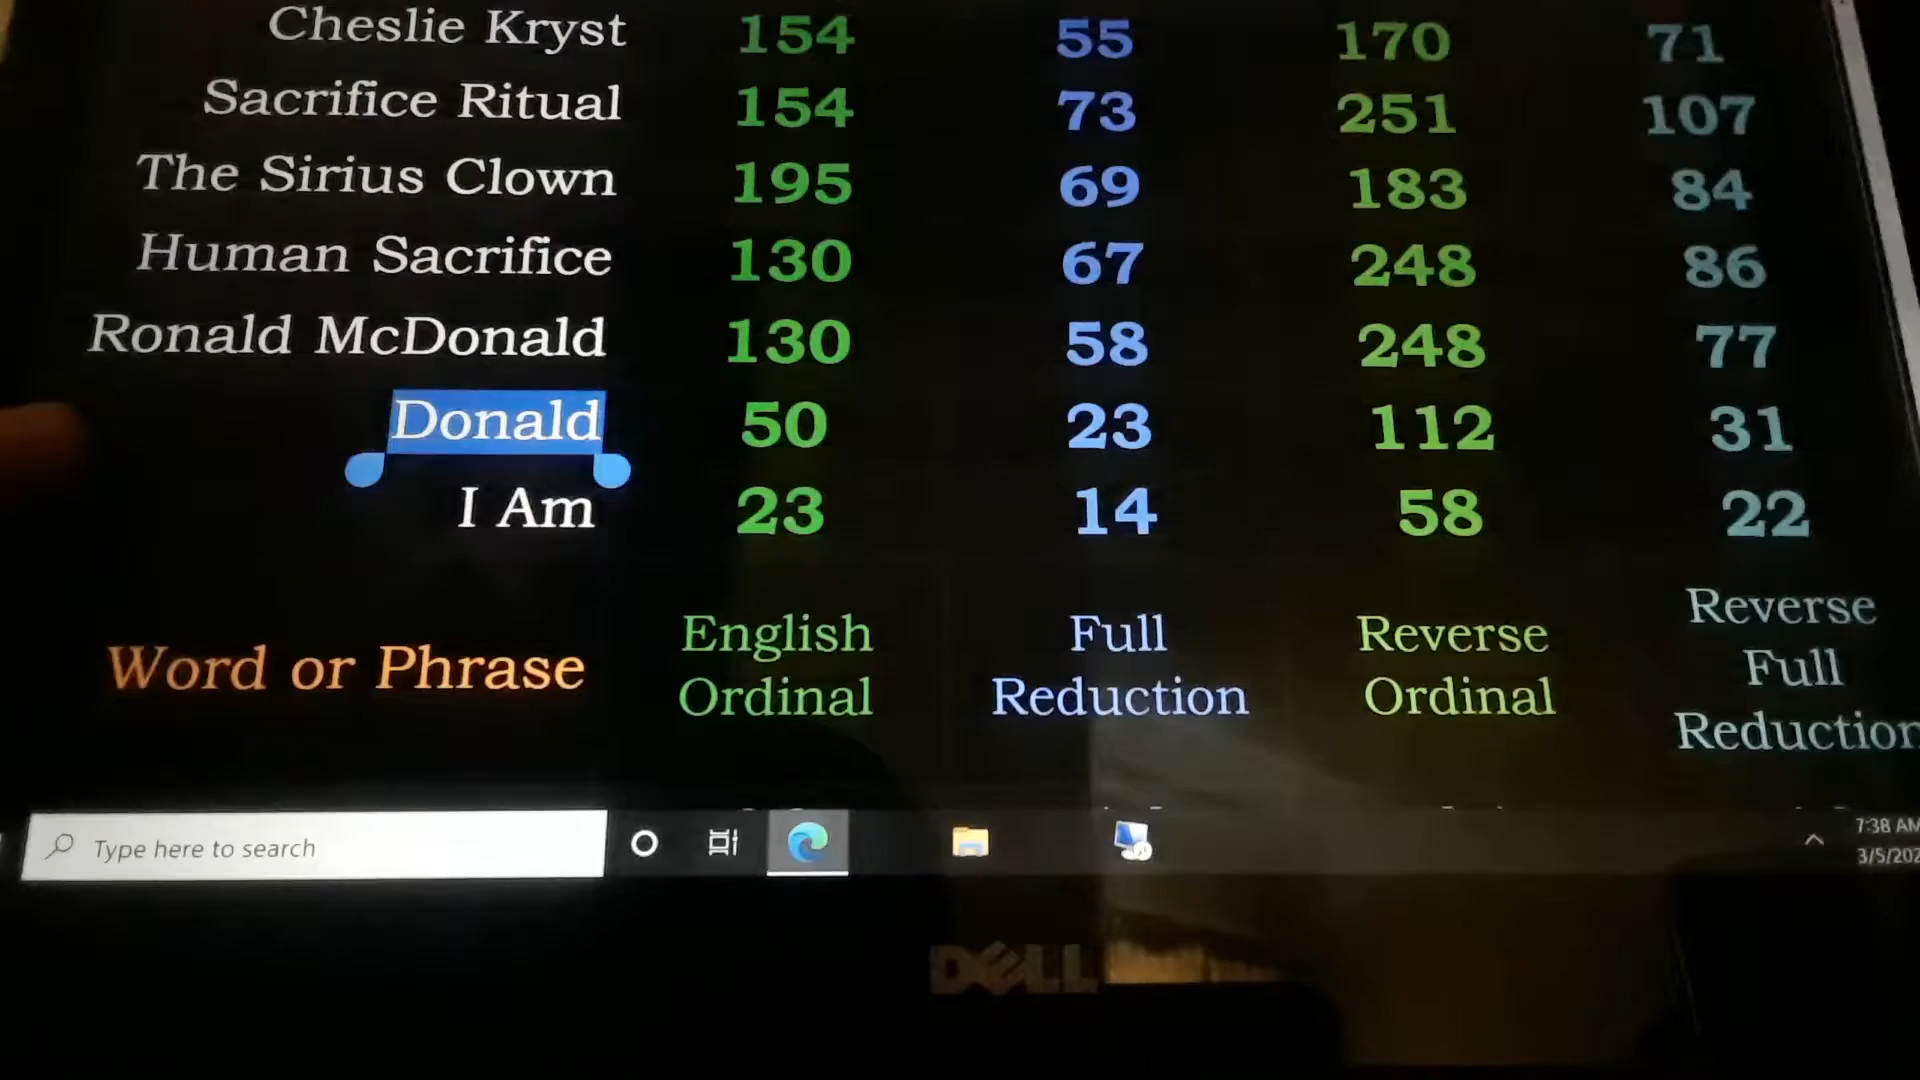 Cheslie Kryst 154 55 170 71
Sacrifice Ritual 154 73 251 107
The Sirius Clown 195 69 183 84
Human Sacrifice 130 67 248 86
Ronald McDonald 130 58 248 77
Donald 50 23 112 31
I Am 23 14 58 22
Word or Phrase
English
Ordinal
Full
Reduction
Reverse
Ordinal
Reverse
Full
Reduction
Type here to search
7:38 AM
3/5/202
DELL